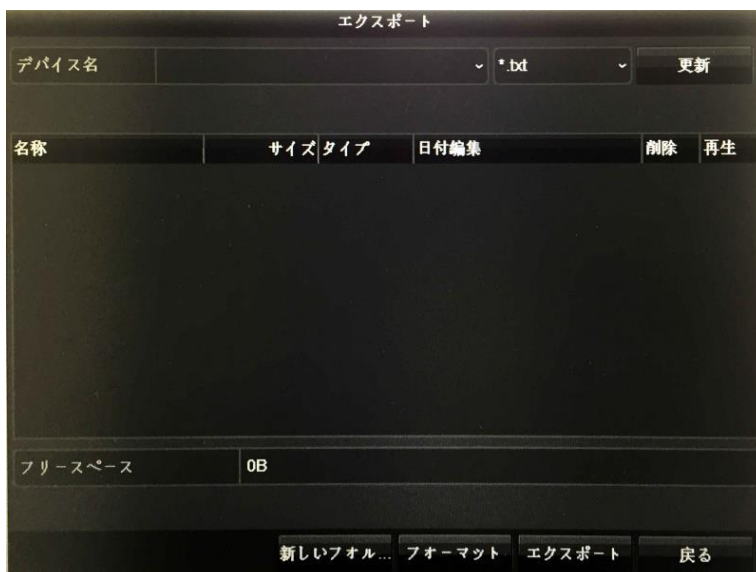 エクスポート
デバイス名 *.txt 更新
名称 サイズ タイプ 日付編集 削除 再生
フリースペース 0B
新しいフォル... フォーマット エクスポート 戻る